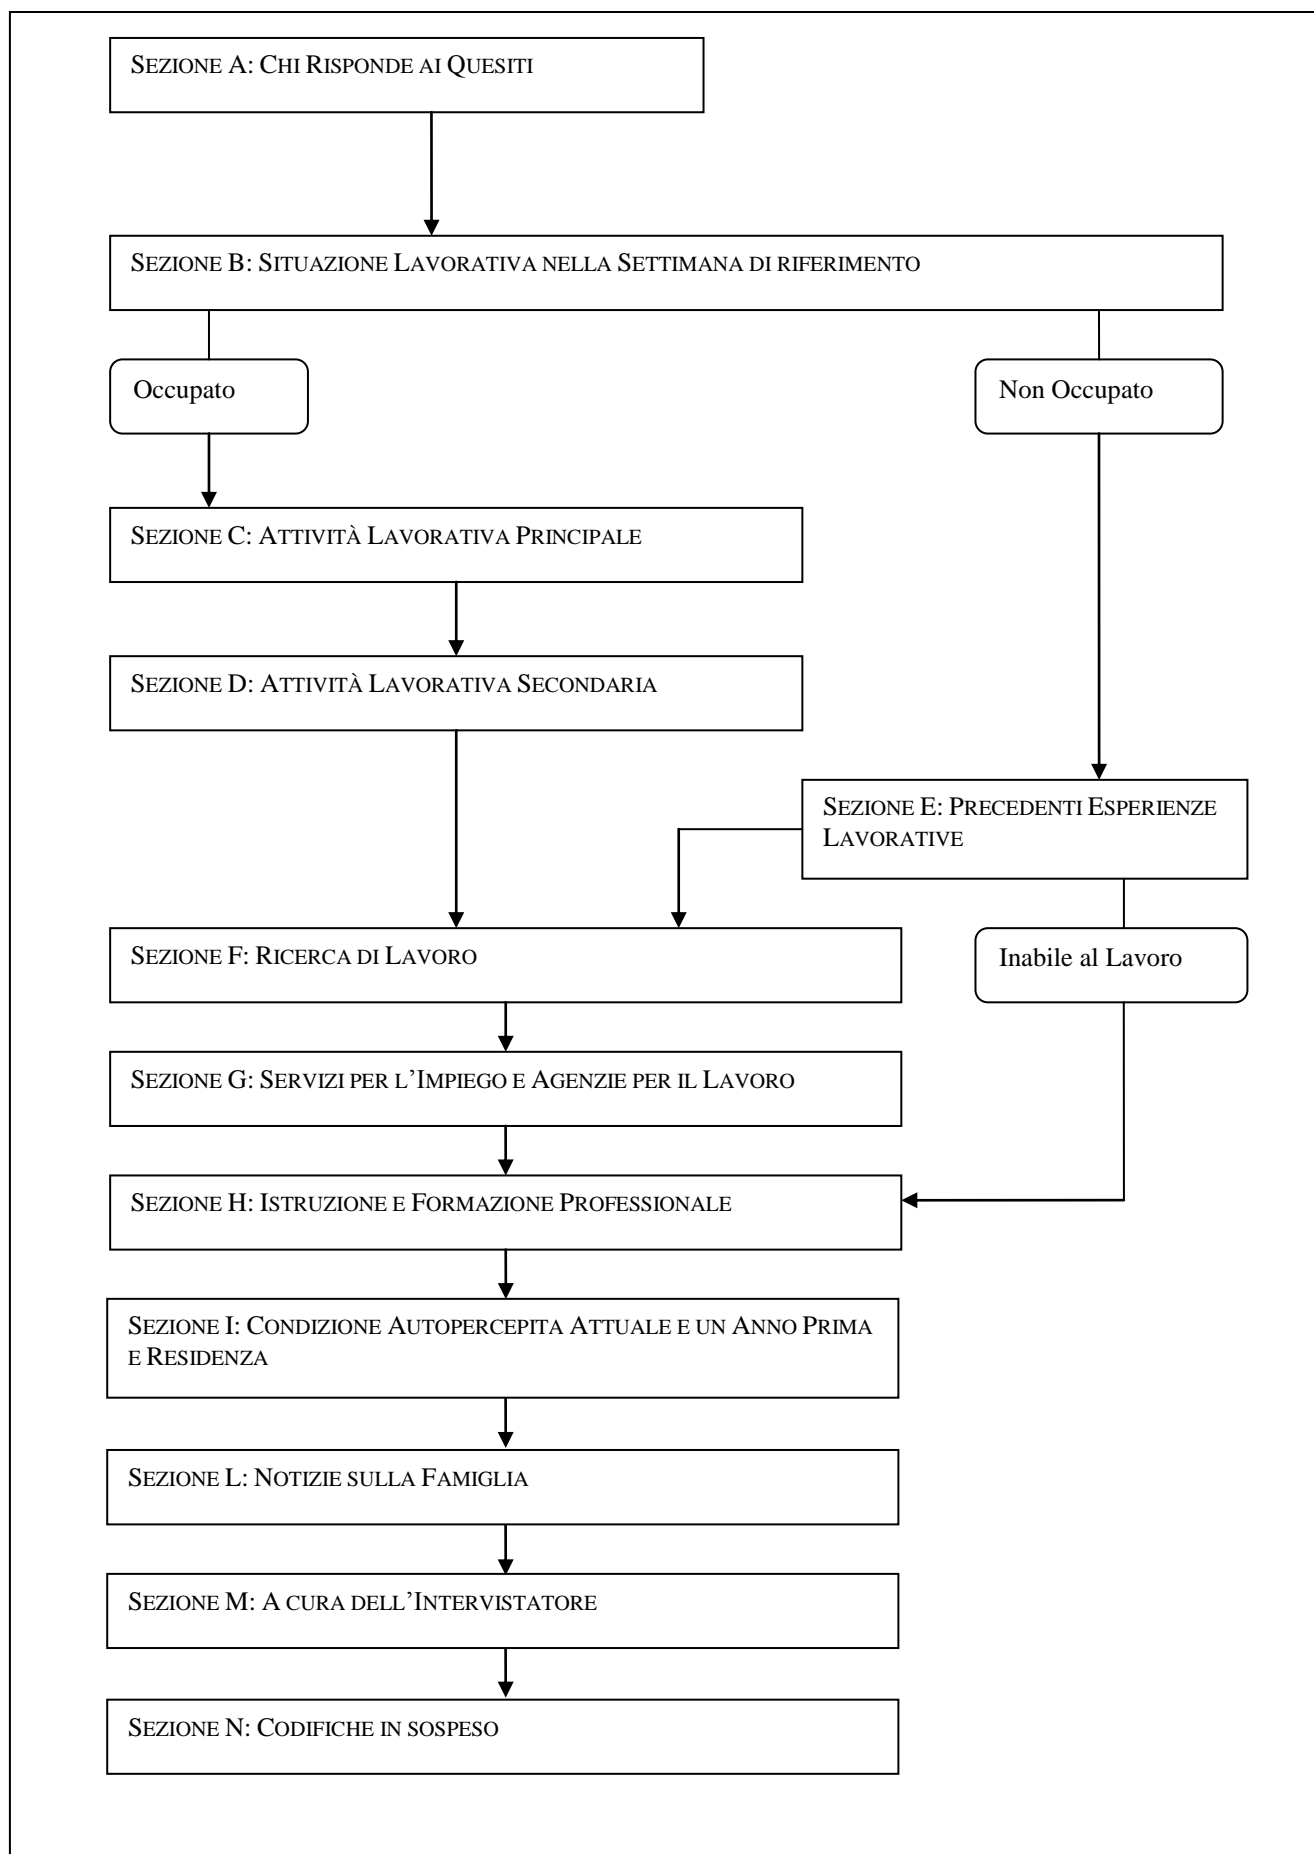 SEZIONE A: CHI RISPONDE AI QUESITI
SEZIONE B: SITUAZIONE LAVORATIVA NELLA SETTIMANA DI RIFERIMENTO
Occupato
Non Occupato
SEZIONE C: ATTIVITÀ LAVORATIVA PRINCIPALE
SEZIONE D: ATTIVITÀ LAVORATIVA SECONDARIA
SEZIONE E: PRECEDENTI ESPERIENZE
LAVORATIVE
SEZIONE F: RICERCA DI LAVORO
Inabile al Lavoro
SEZIONE G: SERVIZI PER L’IMPIEGO E AGENZIE PER IL LAVORO
SEZIONE H: ISTRUZIONE E FORMAZIONE PROFESSIONALE
SEZIONE I: CONDIZIONE AUTOPERCEPITA ATTUALE E UN ANNO PRIMA
E RESIDENZA
SEZIONE L: NOTIZIE SULLA FAMIGLIA
SEZIONE M: A CURA DELL’INTERVISTATORE
SEZIONE N: CODIFICHE IN SOSPESO